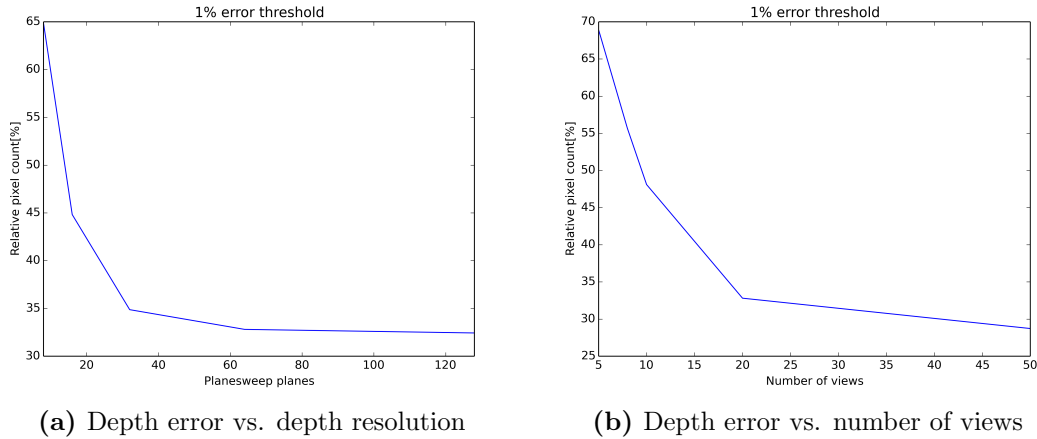 1% error threshold
Relative pixel count[%]
65
60
55
50
45
40
35
30
20 40 60 80 100 120
Planesweep planes
(a) Depth error vs. depth resolution
1% error threshold
Relative pixel count[%]
70
65
60
55
50
45
40
35
30
25
5 10 15 20 25 30 35 40 45 50
Number of views
(b) Depth error vs. number of views